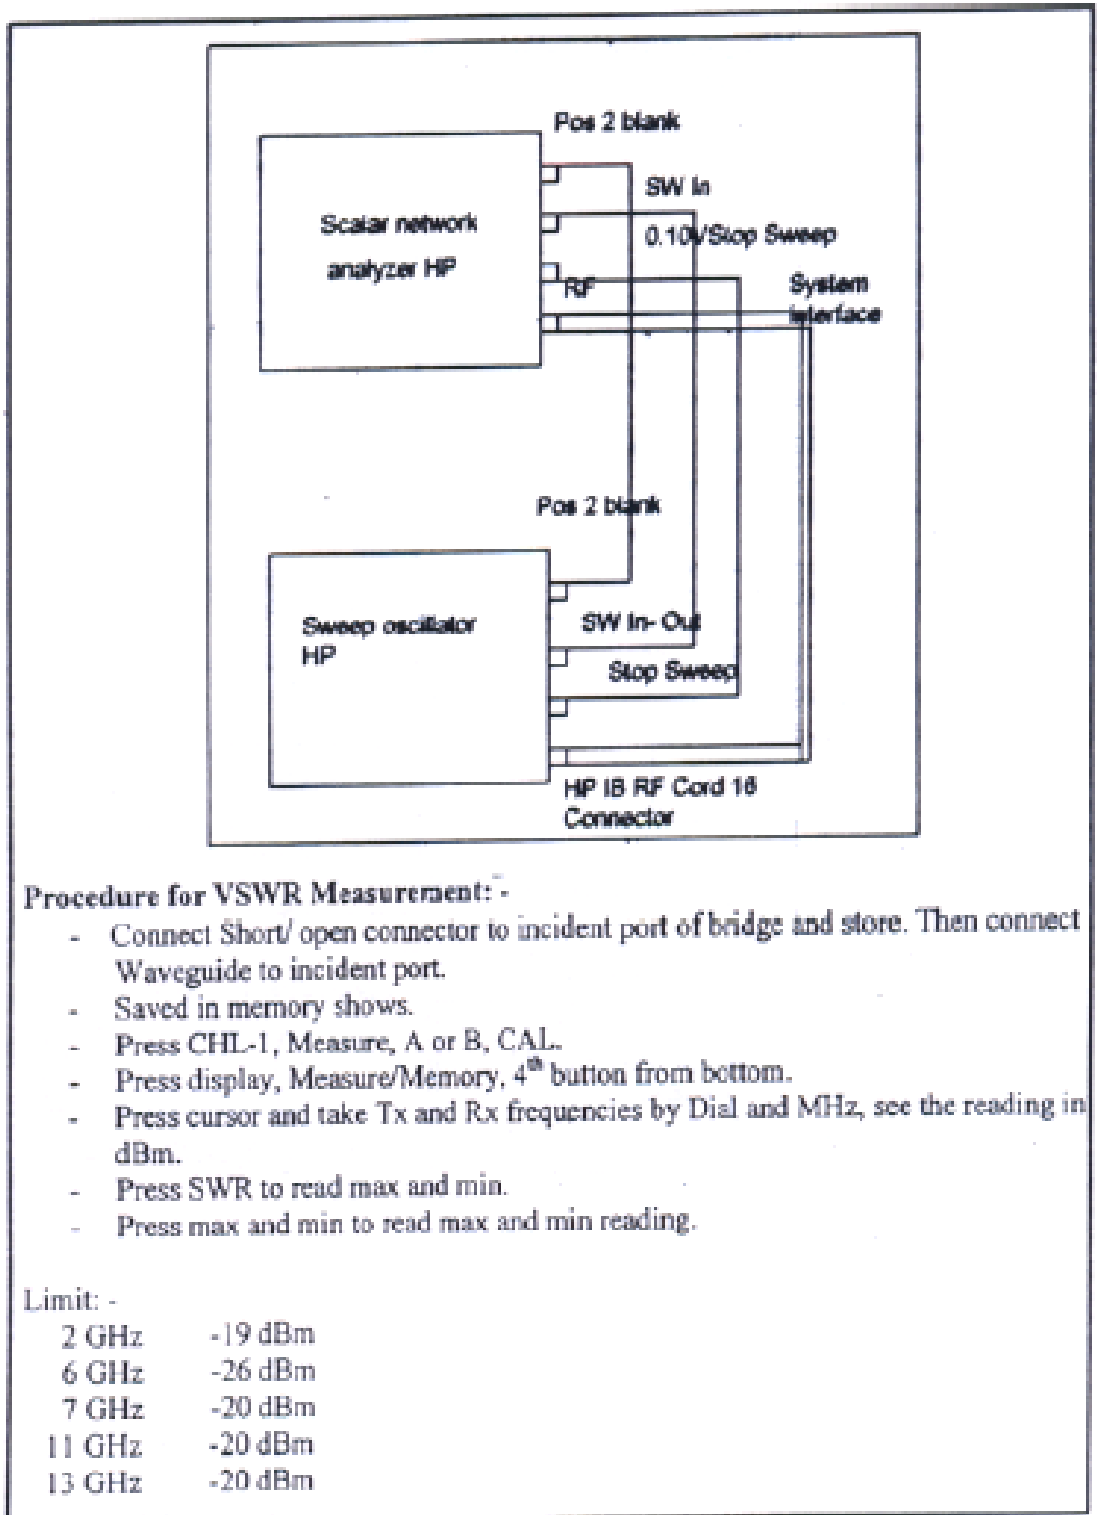 Pos 2 blank
SW In
Scalar network
analyzer HP
0.10VStop Sweep
RF
System
interface
Pos 2 blank
Sweep oscillator
HP
SW In- Out
Stop Sweep
HP IB RF Cord 16
Connector
Procedure for VSWR Measurement: -
- Connect Short/ open connector to incident port of bridge and store. Then connect
Waveguide to incident port.
- Saved in memory shows.
- Press CHL-1, Measure, A or B, CAL.
- Press display, Measure/Memory, 4th button from bottom.
- Press cursor and take Tx and Rx frequencies by Dial and MHz, see the reading in
dBm.
- Press SWR to read max and min.
- Press max and min to read max and min reading.
Limit: -
2 GHz -19 dBm
6 GHz -26 dBm
7 GHz -20 dBm
11 GHz -20 dBm
13 GHz -20 dBm